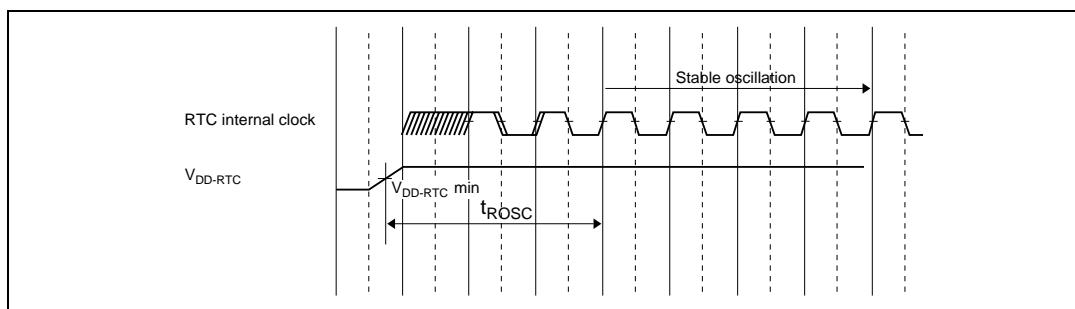 Stable oscillation
RTC internal clock
VDD-RTC
VDD-RTC min
tROSC